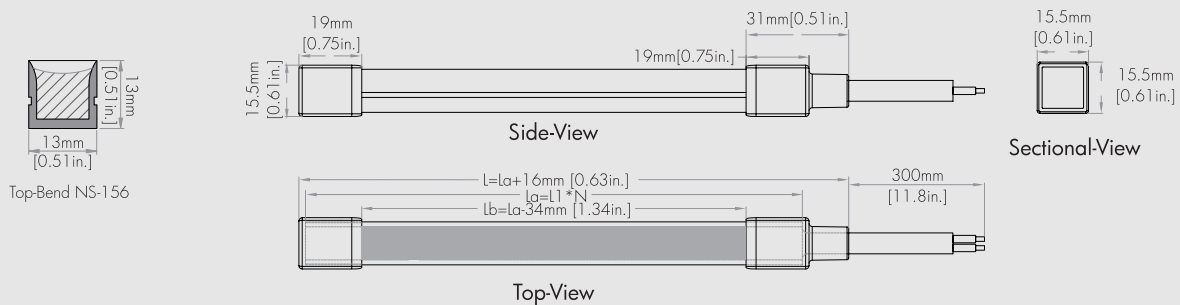 19mm
[0.75in.]
31mm[0.51in.]
15.5mm
[0.61in.]
19mm[0.75in.]
13mm
[0.51in.]
15.5mm
[0.61in.]
15.5mm
[0.61in.]
13mm
[0.51in.]
Side-View
Sectional-View
Top-Bend NS-156
L=La+16mm [0.63in.]
La=L1*N
Lb=La-34mm [1.34in.]
300mm
[11.8in.]
Top-View